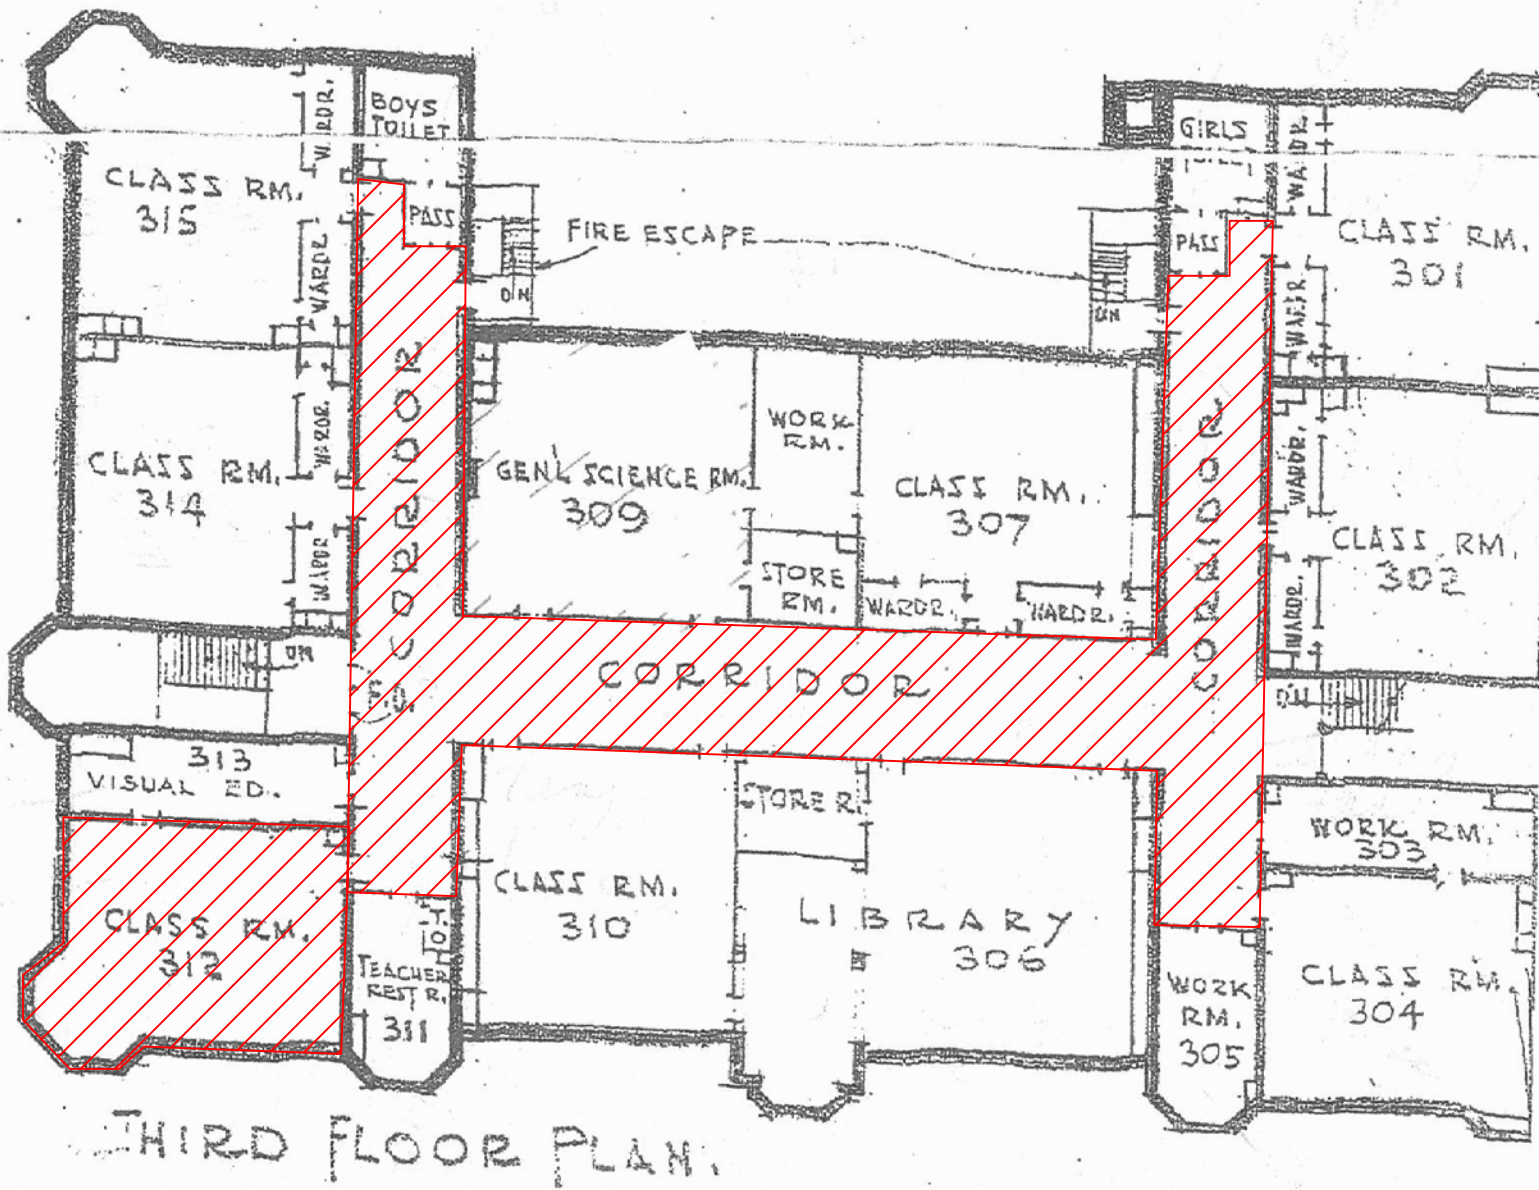 BOYS
TOILET
WARDR.
CLASS RM.
315
PASS
WARDR
DN
FIRE ESCAPE
GIRLS
PASS
WARDR.
CLASS RM.
301
WARDR.
DN
CORRIDOR
CLASS RM.
314
WARDR.
WARDR
GEN'L SCIENCE RM.
309
WORK
RM.
STORE
RM.
CLASS RM.
307
WARDR.
WARDR.
CORRIDOR
WARDR.
CLASS RM.
302
WARDR.
DN
CORRIDOR
313
VISUAL ED.
CLASS RM.
312
TEACHER
REST R.
311
CLASS RM.
310
STORE R.
LIBRARY
306
WORK RM.
303
WORK
RM.
305
CLASS RM.
304
THIRD FLOOR PLAN.